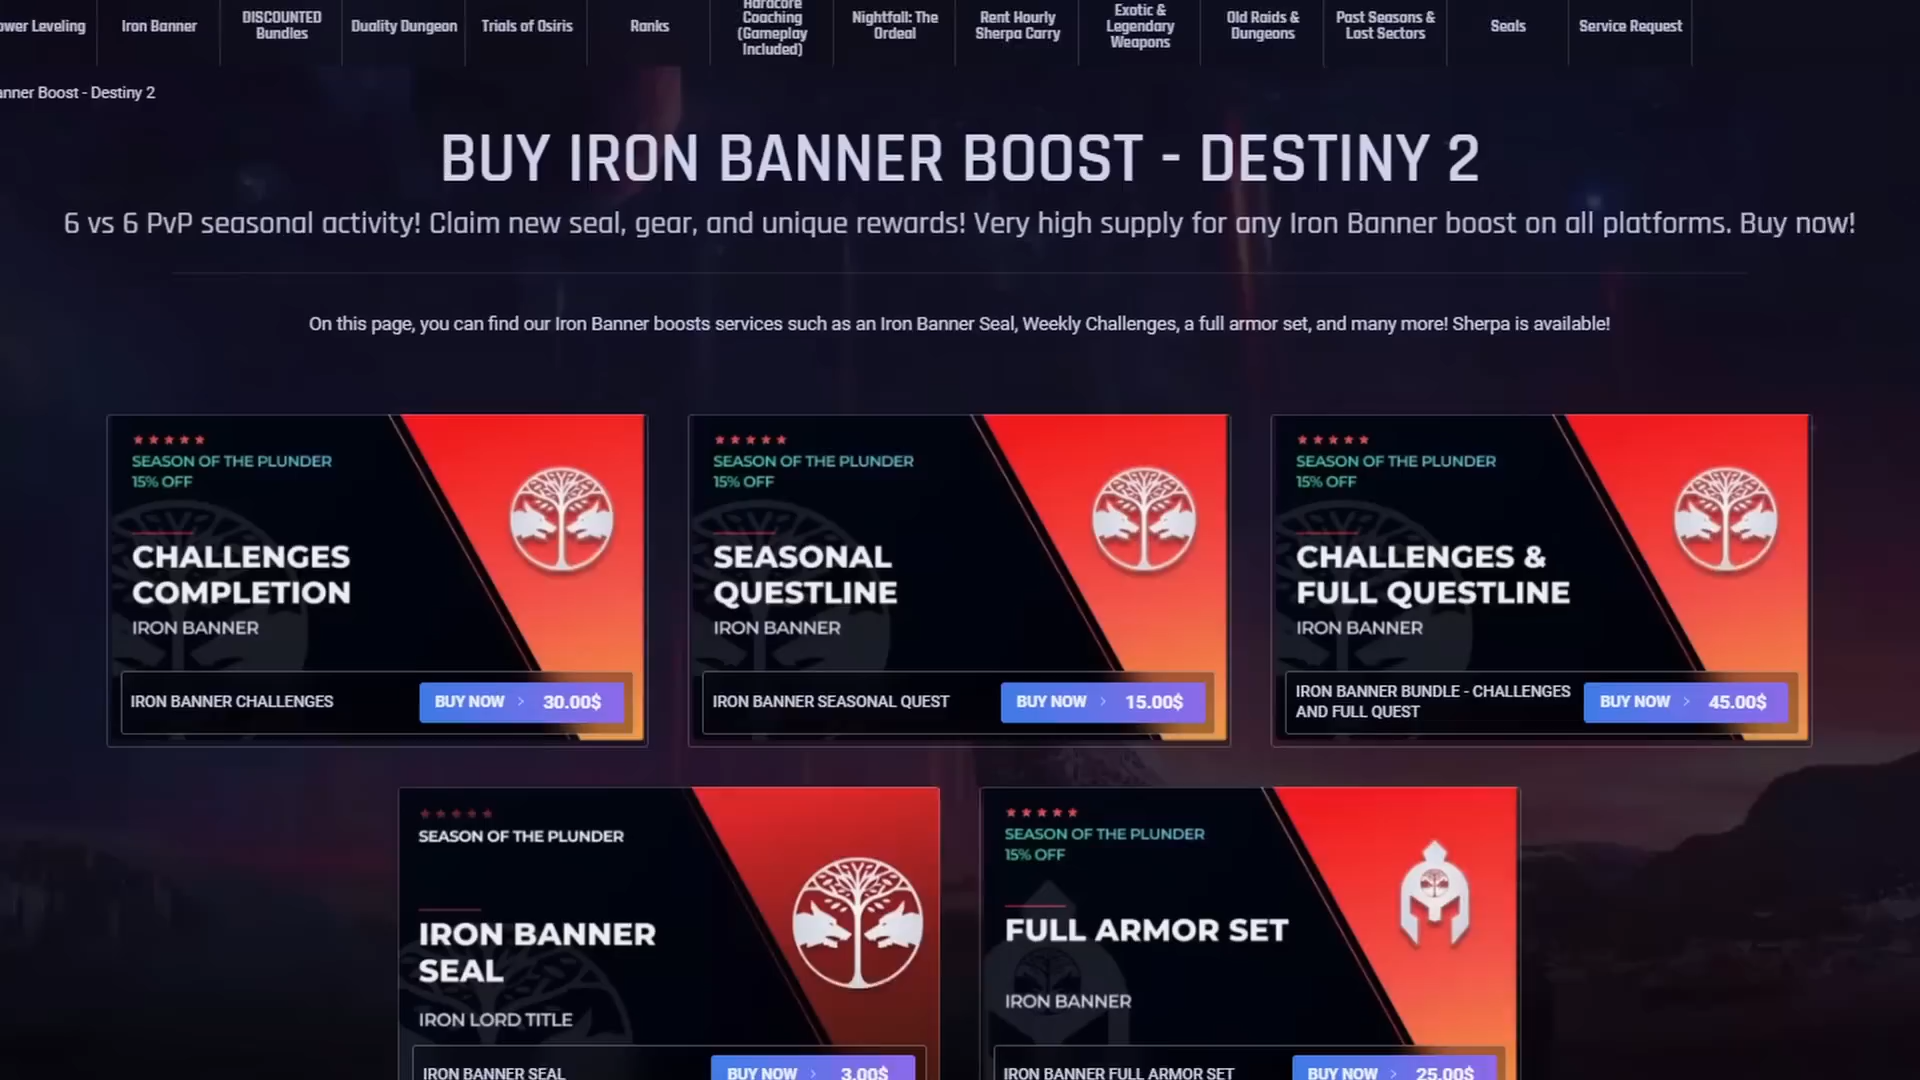 ower Leveling
Iron Banner
DISCOUNTED
Bundles
Duality Dungeon
Trials of Osiris
Ranks
Hardcore
Coaching
(Gameplay
Included)
Nightfall: The
Ordeal
Rent Hourly
Sherpa Carry
Exotic &
Legendary
Weapons
Old Raids &
Dungeons
Past Seasons &
Lost Sectors
Seals
Service Request
anner Boost - Destiny 2
BUY IRON BANNER BOOST - DESTINY 2
6 vs 6 PvP seasonal activity! Claim new seal, gear, and unique rewards! Very high supply for any Iron Banner boost on all platforms. Buy now!
On this page, you can find our Iron Banner boosts services such as an Iron Banner Seal, Weekly Challenges, a full armor set, and many more! Sherpa is available!
SEASON OF THE PLUNDER
15% OFF
CHALLENGES
COMPLETION
IRON BANNER
IRON BANNER CHALLENGES
BUY NOW > 30.00$
SEASON OF THE PLUNDER
15% OFF
SEASONAL
QUESTLINE
IRON BANNER
IRON BANNER SEASONAL QUEST
BUY NOW > 15.00$
SEASON OF THE PLUNDER
15% OFF
CHALLENGES &
FULL QUESTLINE
IRON BANNER
IRON BANNER BUNDLE - CHALLENGES
AND FULL QUEST
BUY NOW > 45.00$
SEASON OF THE PLUNDER
IRON BANNER
SEAL
IRON LORD TITLE
IRON BANNER SEAL
BUY NOW > 3.00$
SEASON OF THE PLUNDER
15% OFF
FULL ARMOR SET
IRON BANNER
IRON BANNER FULL ARMOR SET
BUY NOW > 25.00$